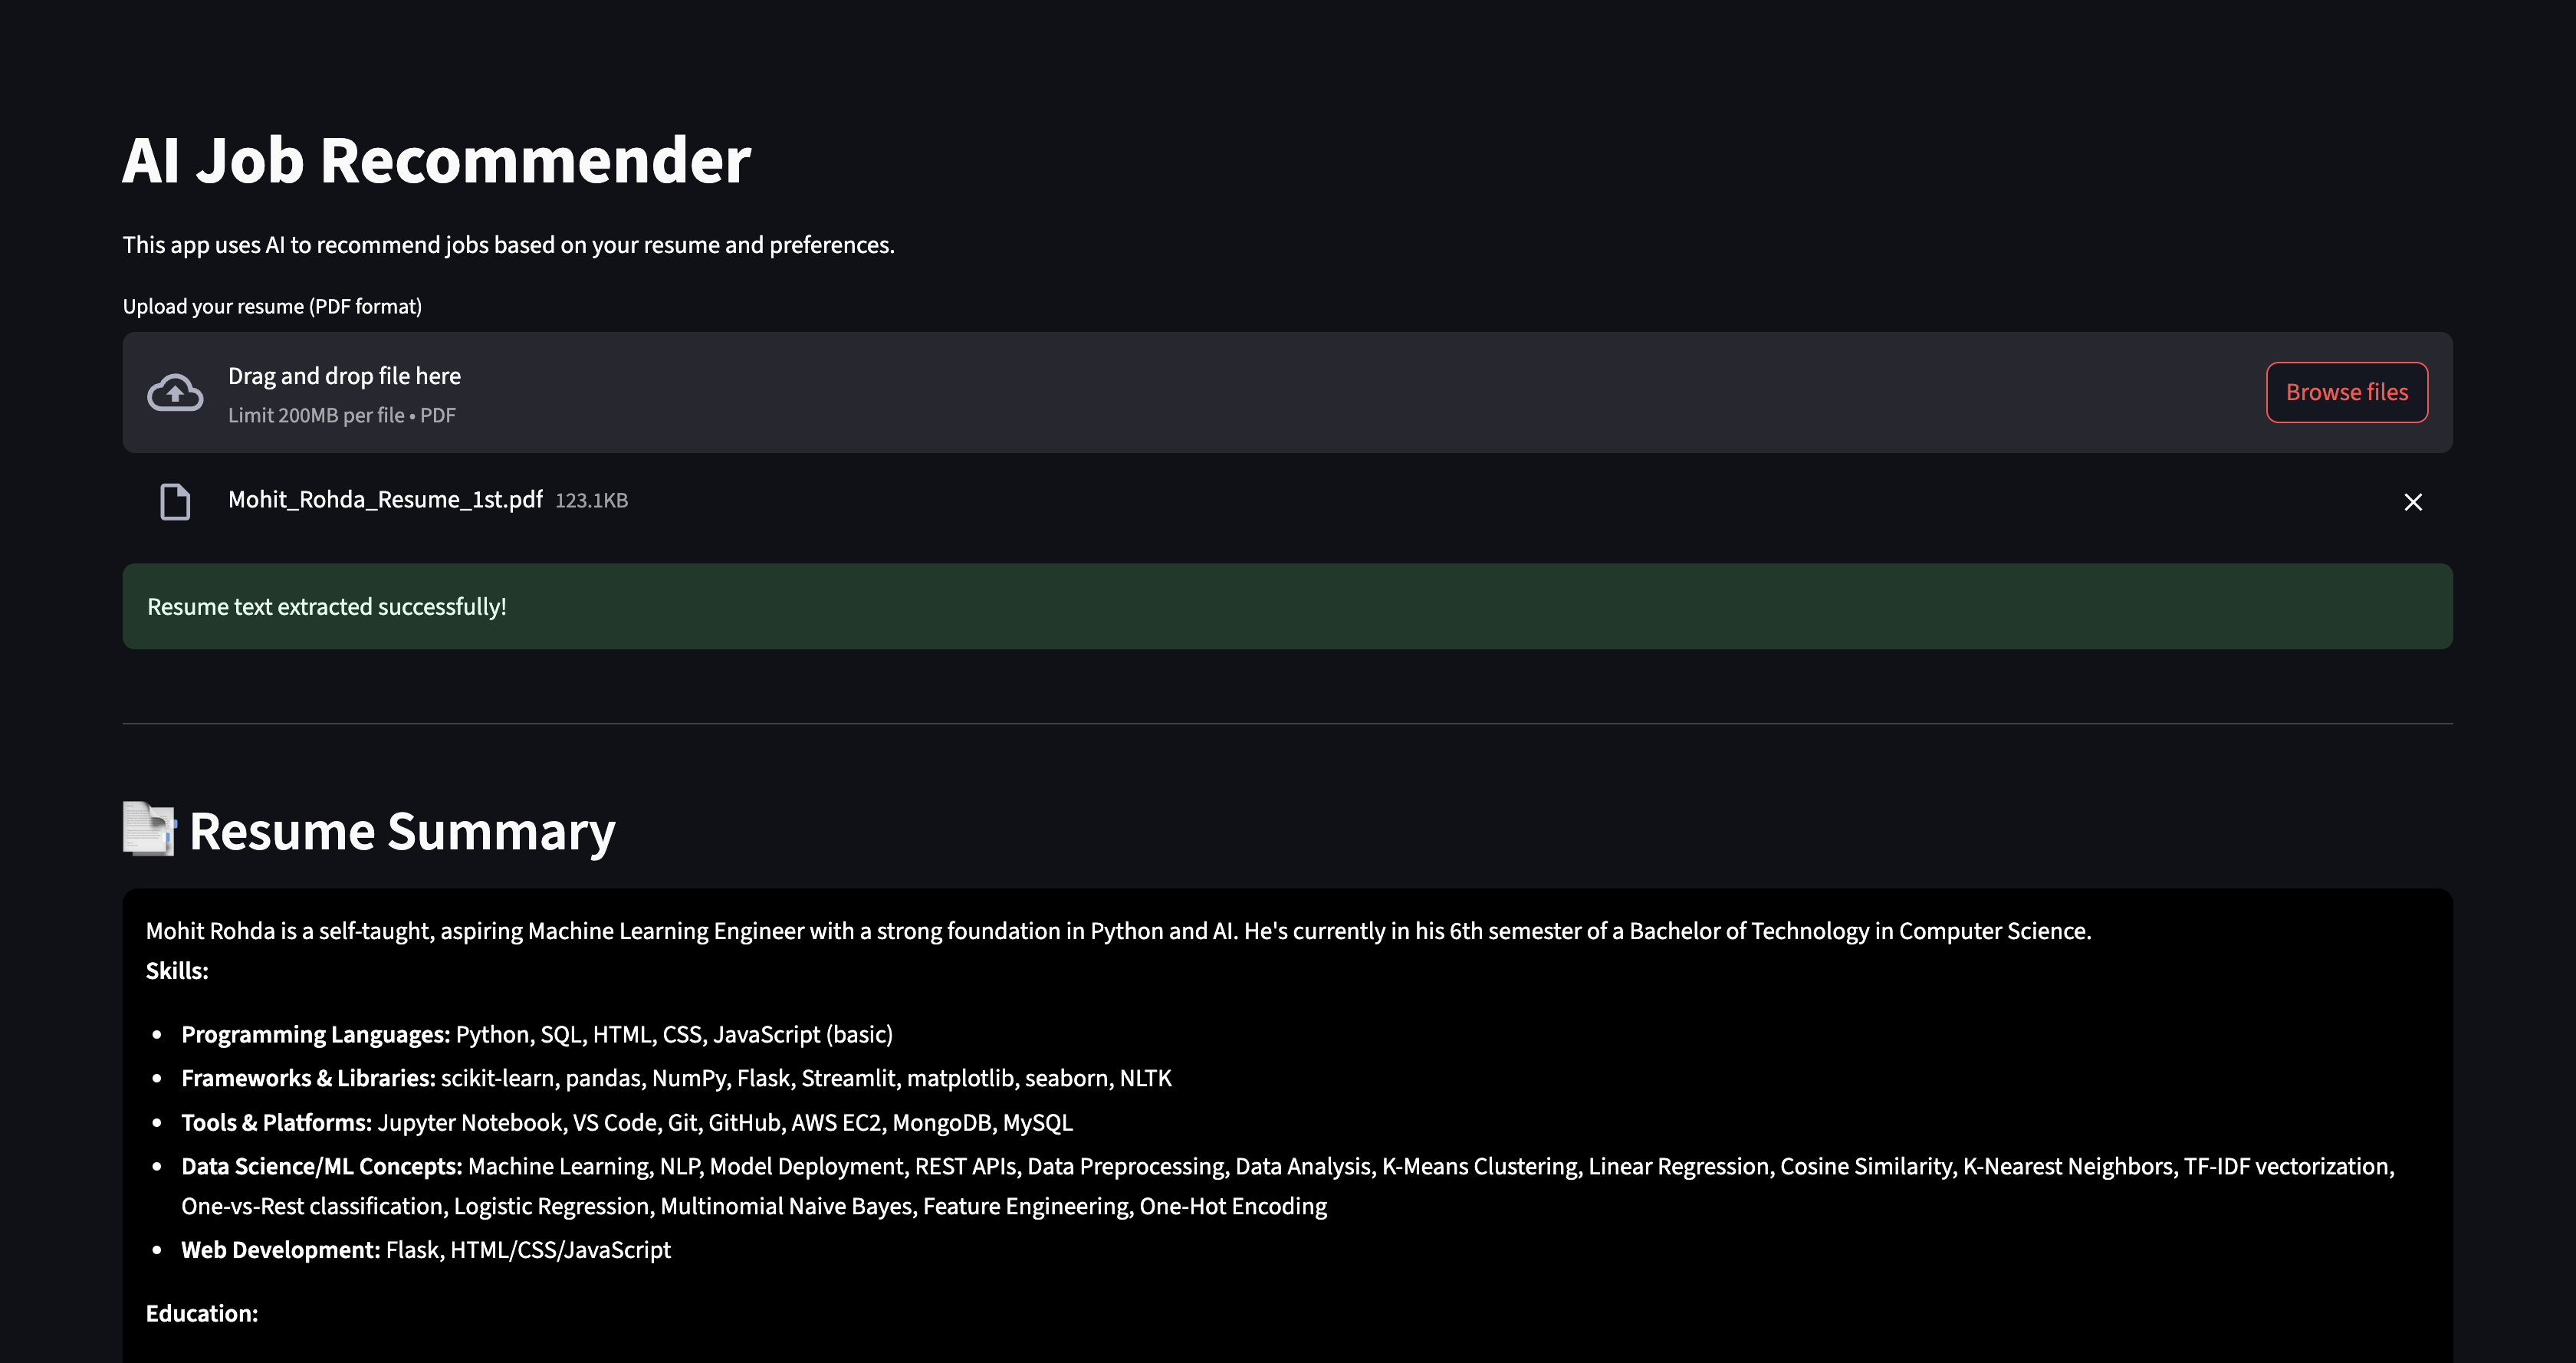 AI Job Recommender
This app uses AI to recommend jobs based on your resume and preferences.
Upload your resume (PDF format)
Drag and drop file here
Limit 200MB per file • PDF
Browse files
Mohit_Rohda_Resume_1st.pdf 123.1KB
Resume text extracted successfully!
Resume Summary
Mohit Rohda is a self-taught, aspiring Machine Learning Engineer with a strong foundation in Python and AI. He's currently in his 6th semester of a Bachelor of Technology in Computer Science.
Skills:
• Programming Languages: Python, SQL, HTML, CSS, JavaScript (basic)
• Frameworks & Libraries: scikit-learn, pandas, NumPy, Flask, Streamlit, matplotlib, seaborn, NLTK
• Tools & Platforms: Jupyter Notebook, VS Code, Git, GitHub, AWS EC2, MongoDB, MySQL
• Data Science/ML Concepts: Machine Learning, NLP, Model Deployment, REST APIs, Data Preprocessing, Data Analysis, K-Means Clustering, Linear Regression, Cosine Similarity, K-Nearest Neighbors, TF-IDF vectorization,
One-vs-Rest classification, Logistic Regression, Multinomial Naive Bayes, Feature Engineering, One-Hot Encoding
• Web Development: Flask, HTML/CSS/JavaScript
Education: